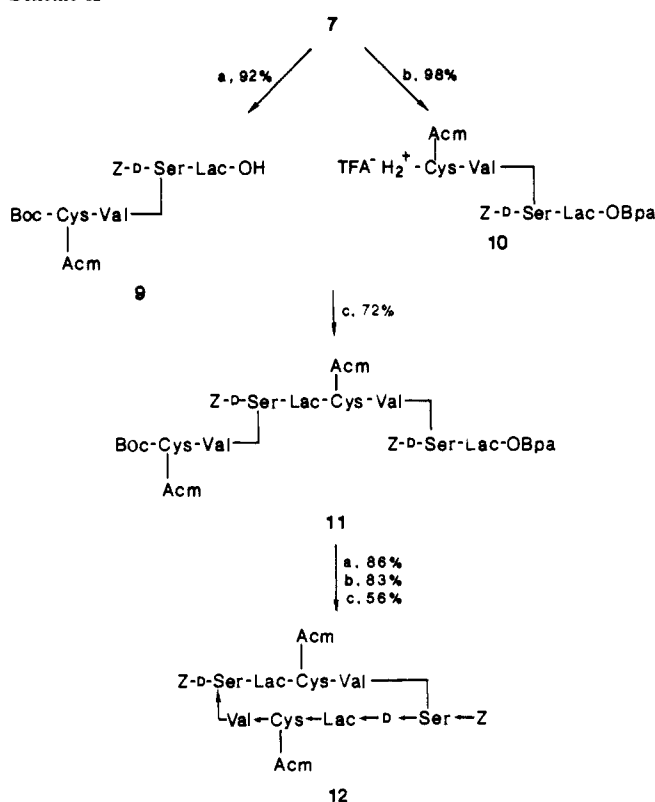 7
a, 92%
b, 98%
Acm
Z-D-Ser-Lac-OH
TFA⁻ H₂⁺-Cys-Val
Boc-Cys-Val
Z-D-Ser-Lac-OBpa
Acm
10
9
c, 72%
Acm
Z-D-Ser-Lac-Cys-Val
Boc-Cys-Val
Z-D-Ser-Lac-OBpa
Acm
11
a, 86%
b, 83%
c, 56%
Acm
Z-D-Ser-Lac-Cys-Val
Val←Cys←Lac←D←Ser←Z
Acm
12